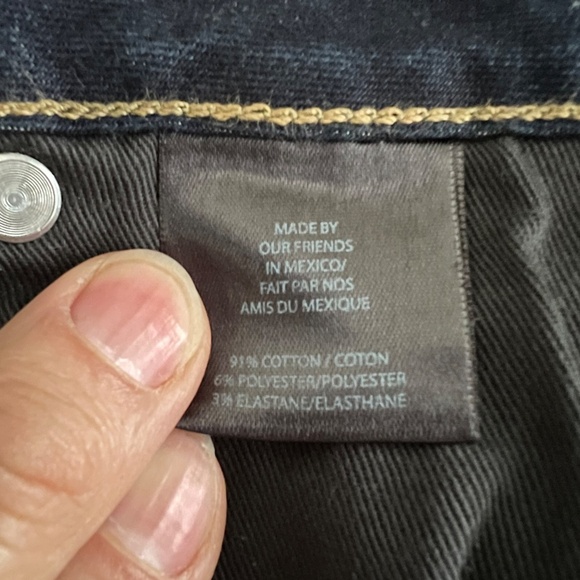 MADE BY
OUR FRIENDS
IN MEXICO/
FAIT PAR NOS
AMIS DU MEXIQUE
91% COTTON / COTON
6% POLYESTER/POLYESTER
3% ELASTANE/ELASTHANE